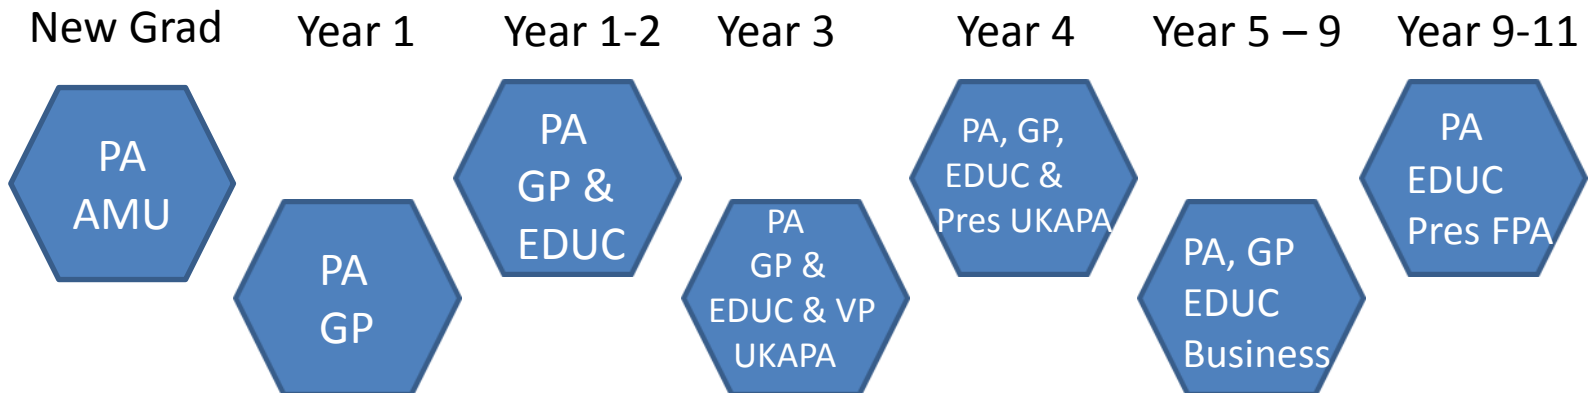 New Grad
Year 1
Year 1-2
Year 3
Year 4
Year 5 – 9
Year 9-11
PA
AMU
PA
GP
PA
GP &
EDUC
PA
GP &
EDUC & VP
UKAPA
PA, GP,
EDUC &
Pres UKAPA
PA, GP
EDUC
Business
PA
EDUC
Pres FPA